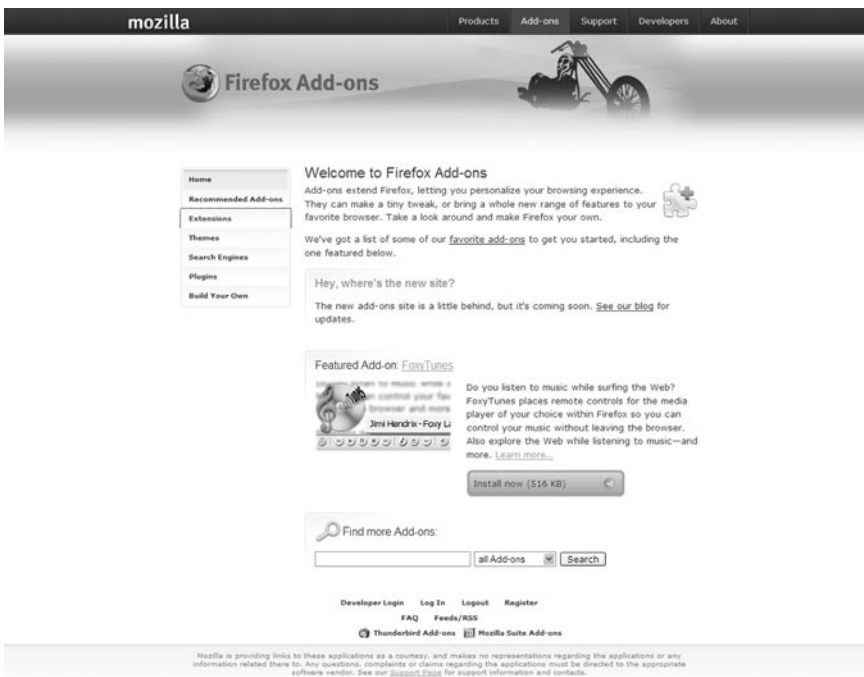 mozilla
Products Add-ons Support Developers About
Firefox Add-ons
Home
Recommended Add-ons
Extensions
Themes
Search Engines
Plugins
Build Your Own
Welcome to Firefox Add-ons
Add-ons extend Firefox, letting you personalize your browsing experience.
They can make a tiny tweak, or bring a whole new range of features to your
favorite browser. Take a look around and make Firefox your own.
We've got a list of some of our favorite add-ons to get you started, including the
one featured below.
Hey, where's the new site?
The new add-ons site is a little behind, but it's coming soon. See our blog for
updates.
Featured Add-on: FoxyTunes
listen to music while s
control your fav
browser and more
Jimi Hendrix - Foxy La
Do you listen to music while surfing the Web?
FoxyTunes places remote controls for the media
player of your choice within Firefox so you can
control your music without leaving the browser.
Also explore the Web while listening to music—and
more. Learn more...
Install now (516 KB)
Find more Add-ons:
all Add-ons Search
Developer Login Log In Logout Register
FAQ Feeds/RSS
Thunderbird Add-ons Mozilla Suite Add-ons
Mozilla is providing links to these applications as a courtesy, and makes no representations regarding the applications or any
information related there to. Any questions, complaints or claims regarding the applications must be directed to the appropriate
software vendor. See our Support Page for support information and contacts.